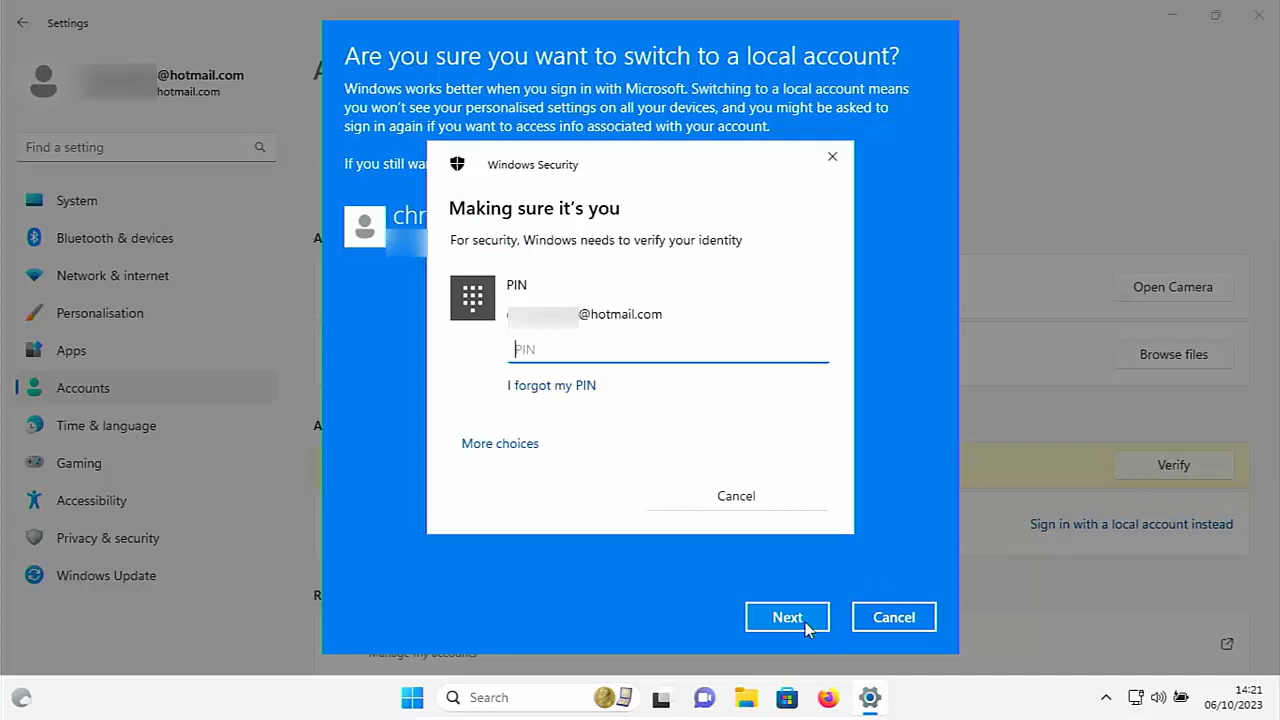 Settings
@hotmail.com
hotmail.com
Find a setting
System
Bluetooth & devices
Network & internet
Personalisation
Apps
Accounts
Time & language
Gaming
Accessibility
Privacy & security
Windows Update
Are you sure you want to switch to a local account?
Windows works better when you sign in with Microsoft. Switching to a local account means
you won't see your personalised settings on all your devices, and you might be asked to
sign in again if you want to access info associated with your account.
If you still
chr
Windows Security
Making sure it's you
For security, Windows needs to verify your identity
PIN
@hotmail.com
PIN
I forgot my PIN
More choices
Cancel
Next
Cancel
Open Camera
Browse files
Verify
Sign in with a local account instead
Search
14:21
06/10/2023